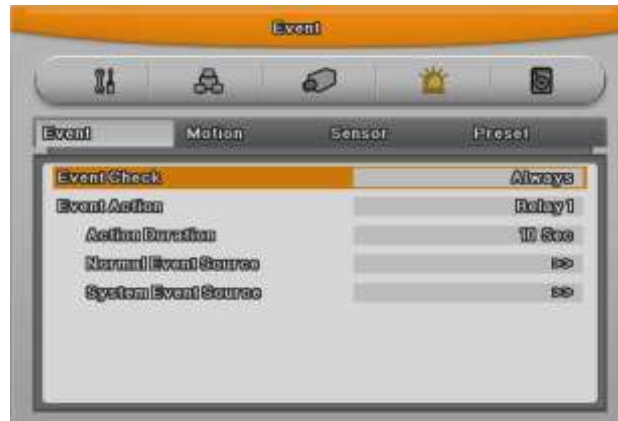 Event
Event Motion Sensor Preset
Event Check Always
Event Action Relay 1
Action Duration 10 Sec
Normal Event Source >>
System Event Source >>